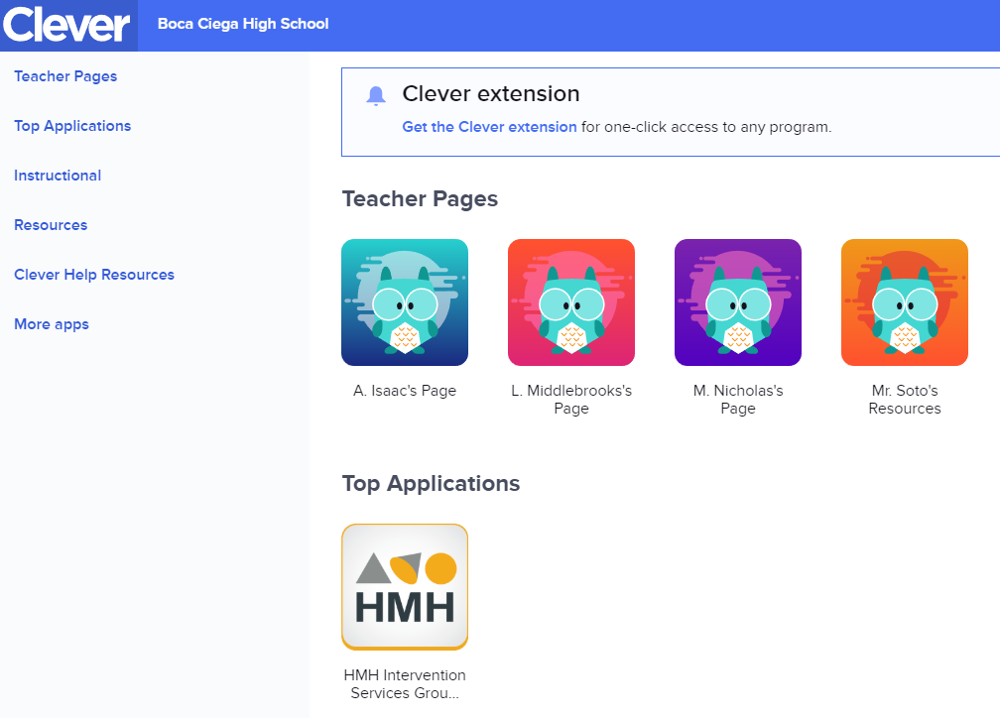 Clever
Boca Ciega High School
Teacher Pages
Top Applications
Instructional
Resources
Clever Help Resources
More apps
Clever extension
Get the Clever extension for one-click access to any program.
Teacher Pages
A. Isaac's Page
L. Middlebrooks's
Page
M. Nicholas's
Page
Mr. Soto's
Resources
Top Applications
HMH
HMH Intervention
Services Grou...